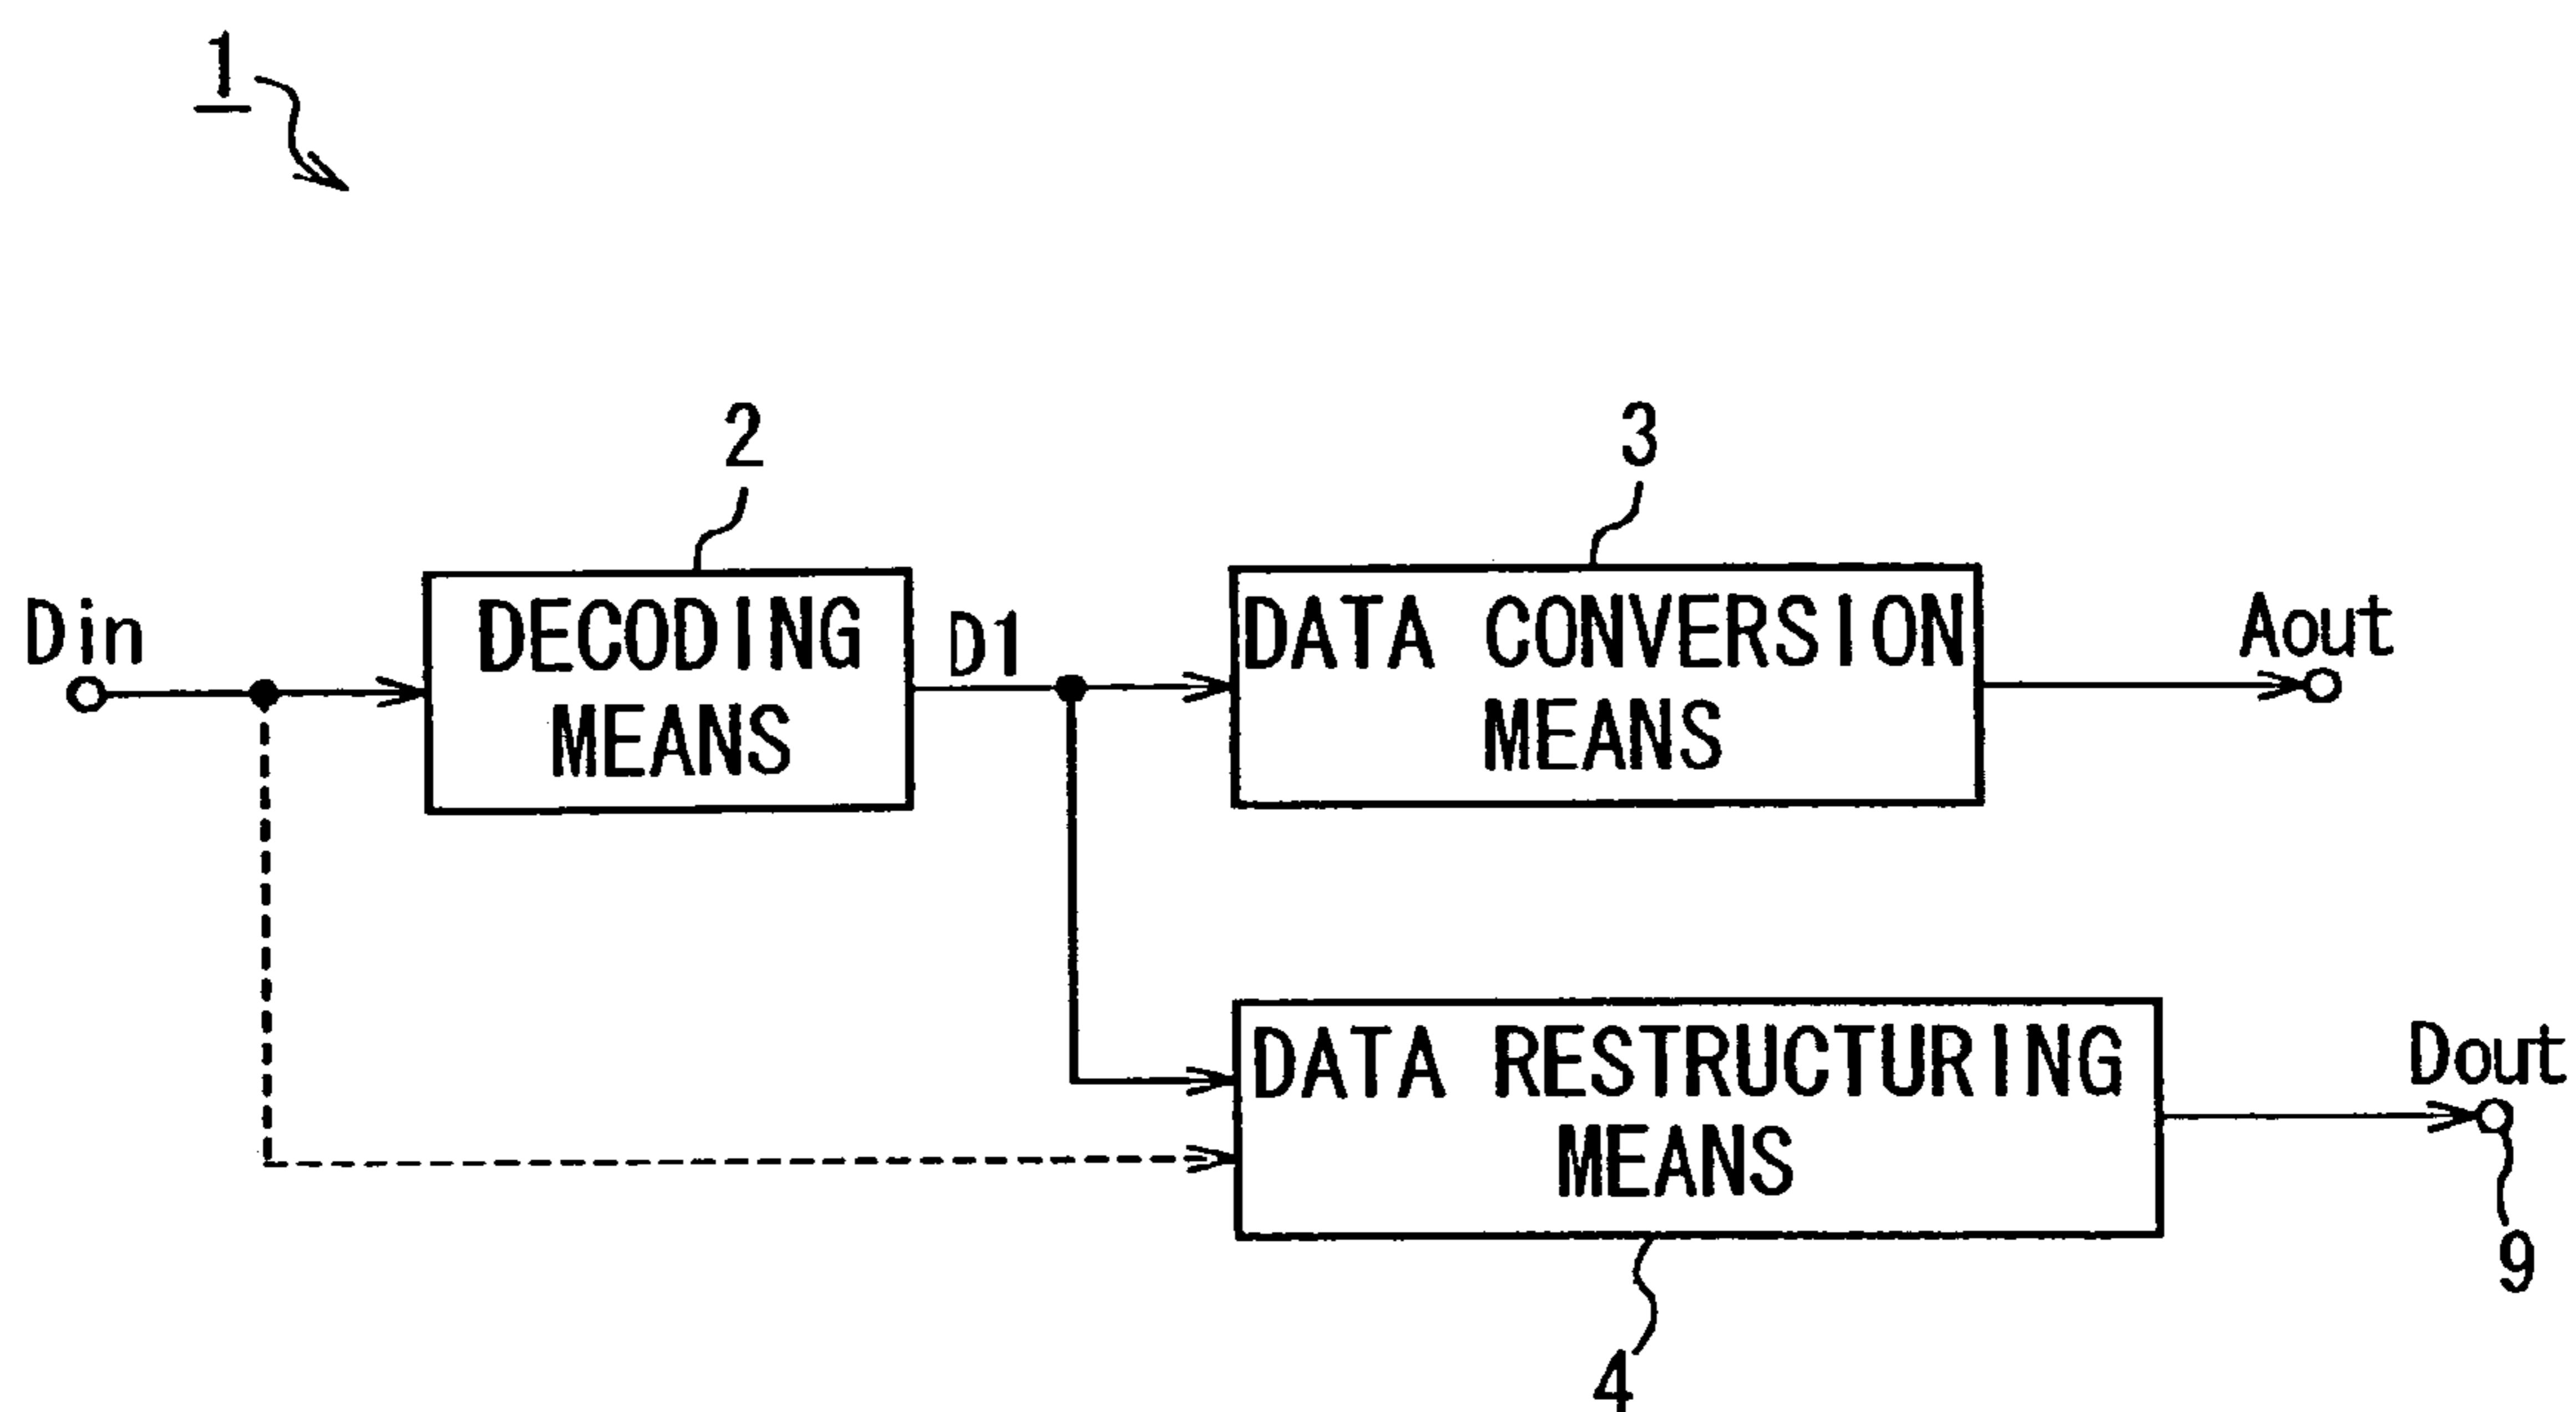 1
2
3
Din
DECODING
MEANS
D1
DATA CONVERSION
MEANS
Aout
DATA RESTRUCTURING
MEANS
Dout
9
4